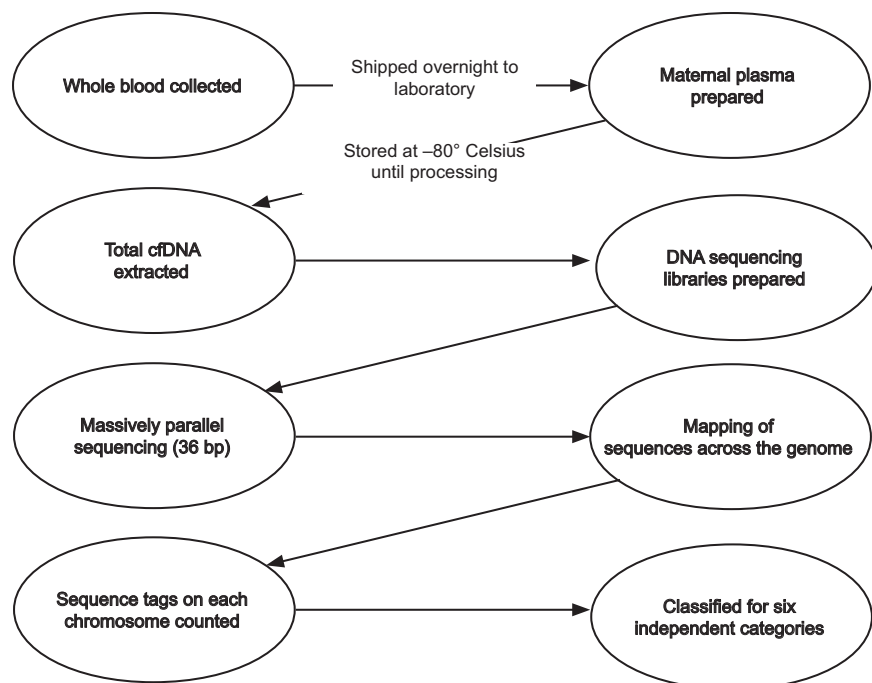 Whole blood collected
Shipped overnight to
laboratory
Maternal plasma
prepared
Stored at –80° Celsius
until processing
Total cfDNA
extracted
DNA sequencing
libraries prepared
Massively parallel
sequencing (36 bp)
Mapping of
sequences across the genome
Sequence tags on each
chromosome counted
Classified for six
independent categories